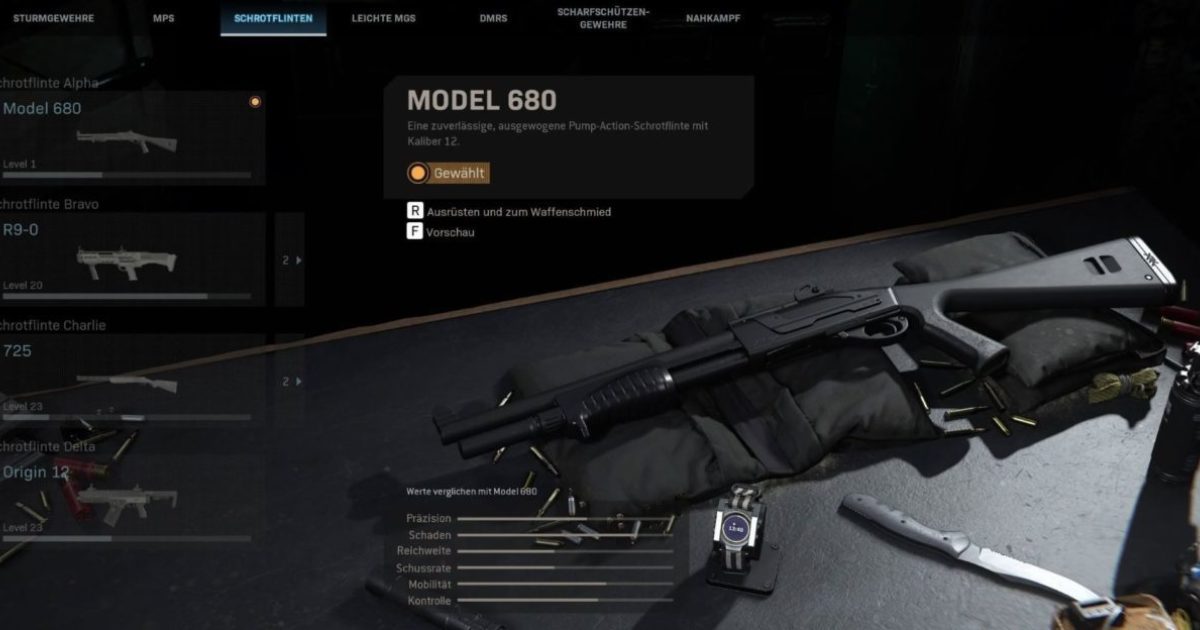 STURMGEWEHRE
MPS
SCHROTFLINTEN
LEICHTE MGS
DMRS
SCHARFSCHÜTZEN-
GEWEHRE
NAHKAMPF
chrotflinte Alpha
Model 680
Level 1
chrotflinte Bravo
R9-0
Level 20
2
chrotflinte Charlie
725
Level 23
2
chrotflinte Delta
Origin 12
Level 23
MODEL 680
Eine zuverlässige, ausgewogene Pump-Action-Schrotflinte mit
Kaliber 12.
Gewählt
R Ausrüsten und zum Waffenschmied
F Vorschau
Werte verglichen mit Model 680
Präzision
Schaden
Reichweite
Schussrate
Mobilität
Kontrolle